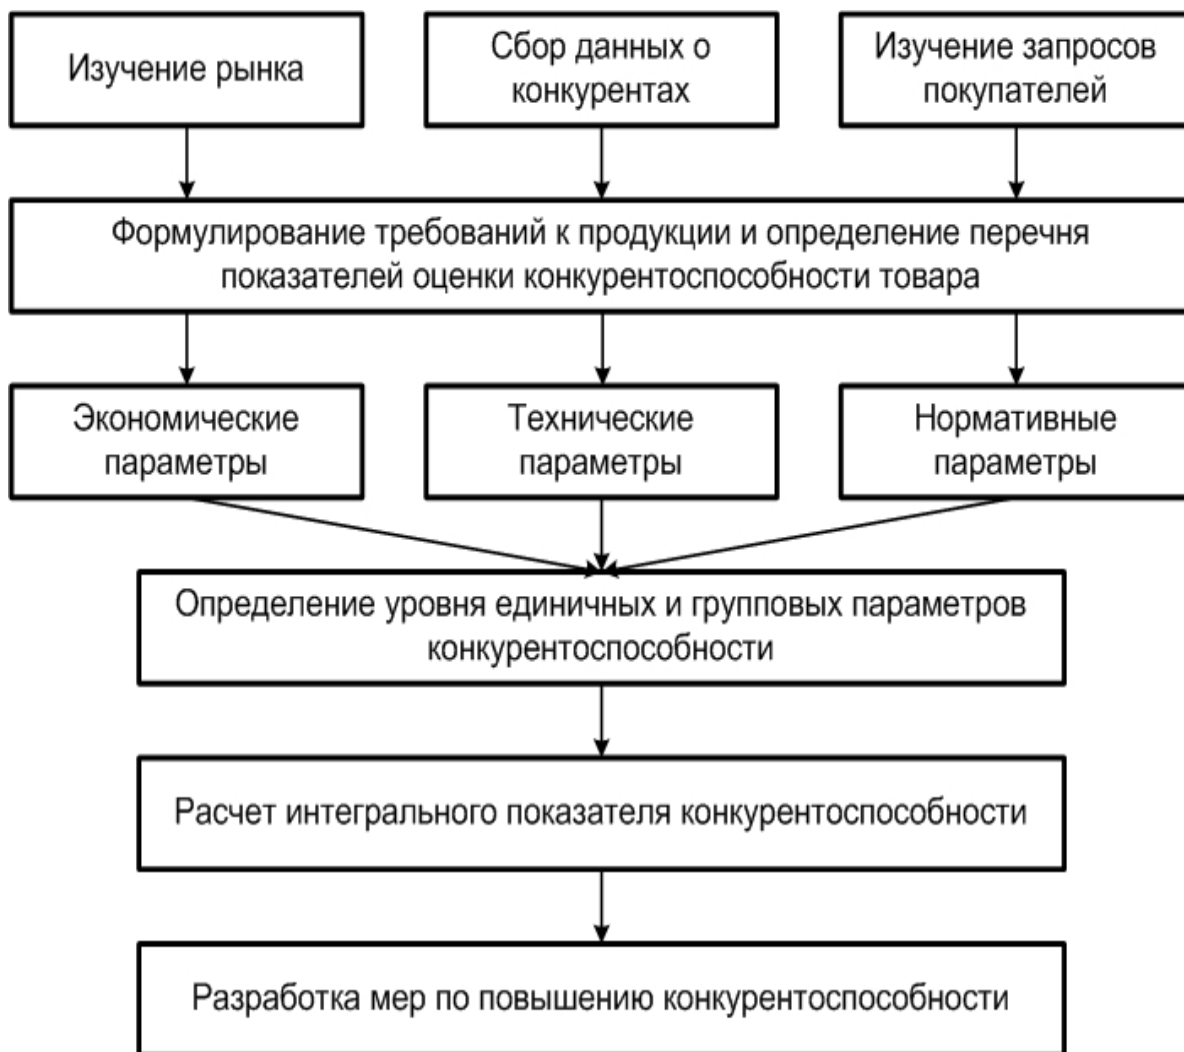 Изучение рынка
Сбор данных о
конкурентах
Изучение запросов
покупателей
Формулирование требований к продукции и определение перечня
показателей оценки конкурентоспособности товара
Экономические
параметры
Технические
параметры
Нормативные
параметры
Определение уровня единичных и групповых параметров
конкурентоспособности
Расчет интегрального показателя конкурентоспособности
Разработка мер по повышению конкурентоспособности